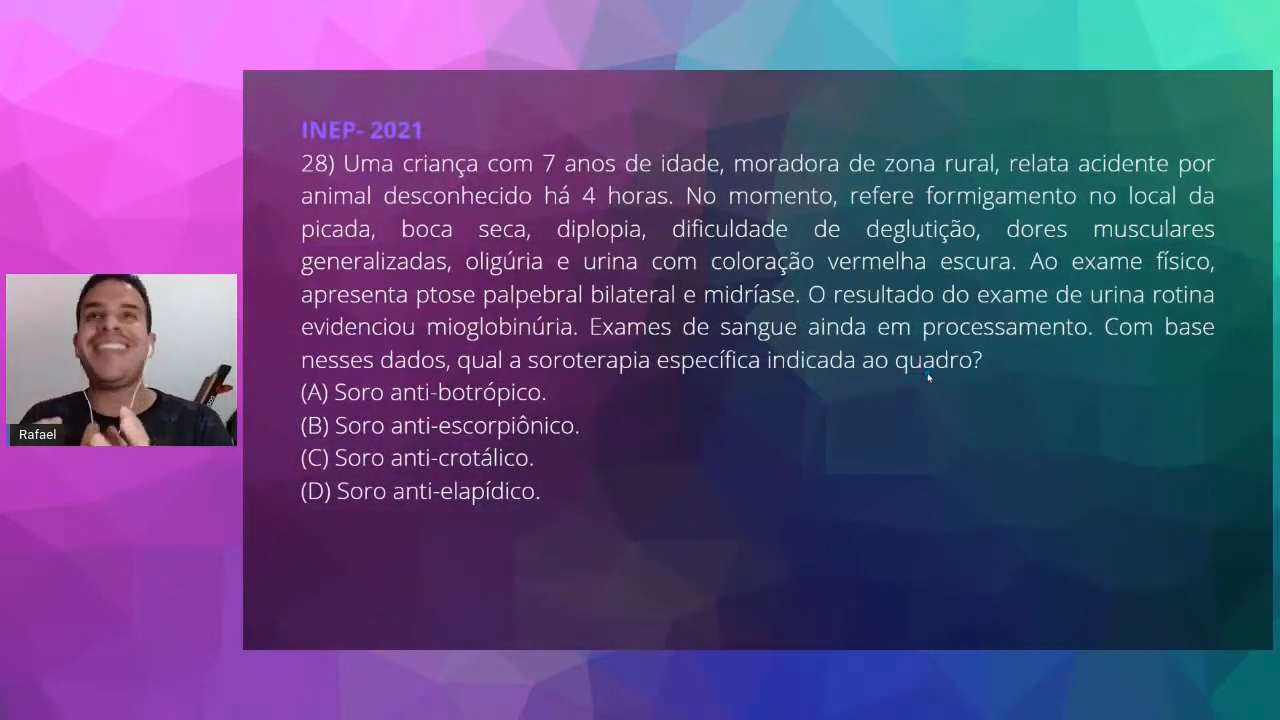 INEP- 2021
28) Uma criança com 7 anos de idade, moradora de zona rural, relata acidente por
animal desconhecido há 4 horas. No momento, refere formigamento no local da
picada, boca seca, diplopia, dificuldade de deglutição, dores musculares
generalizadas, oligúria e urina com coloração vermelha escura. Ao exame físico,
apresenta ptose palpebral bilateral e midríase. O resultado do exame de urina rotina
evidenciou mioglobinúria. Exames de sangue ainda em processamento. Com base
nesses dados, qual a soroterapia específica indicada ao quadro?
(A) Soro anti-botrópico.
(B) Soro anti-escorpiônico.
(C) Soro anti-crotálico.
(D) Soro anti-elapídico.
Rafael